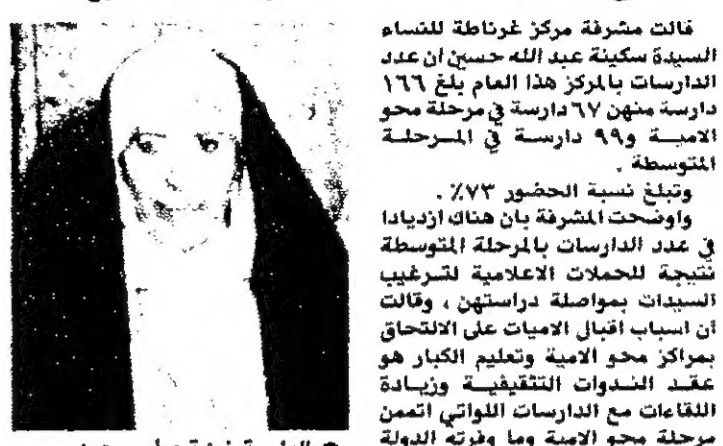 قالت مشرفة مركز غرناطة للنساء
السيدة سكينة عبد الله حسين ان عدد
الدارسات بالمركز هذا العام يلغ ١٦٦
دارسة منهن ٦٧ دارسة في مرحلة محو
الامية و٩٩ دارسة في المرحلة
المتوسطة .
وتبلغ نسبة الحضور ٧٣٪ .
واوضحت المشرفة بان هناك ازديادا
في عدد الدارسات بالمرحلة المتوسطة
نتيجة للحملات الاعلامية لترغيب
السيدات بمواصلة دراستهن ، وقالت
ان اسباب اقبال الاميات على الالتحاق
بمراكز محو الامية وتعليم الكبار هو
عقد الندوات التثقيفية وزيادة
اللقاءات مع الدارسات اللواتي اتممن
مرحلة محو الامية وما وفرته الدولة